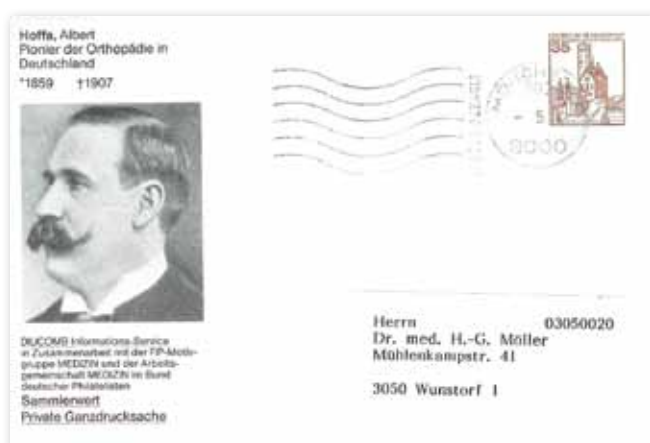 Hoffa, Albert
Pionier der Orthopädie in
Deutschland
*1859 †1907
35
8000
Herrn 03050020
Dr. med. H.-G. Möller
Mühlenkampstr. 41
3050 Wunstorf 1
Informations-Service
in Zusammenarbeit mit der FIP-Motiv-
gruppe MEDIZIN und der Arbeits-
gemeinschaft MEDIZIN im Bund
deutscher Philatelisten
Sammlerwert
Private Ganzdrucksache